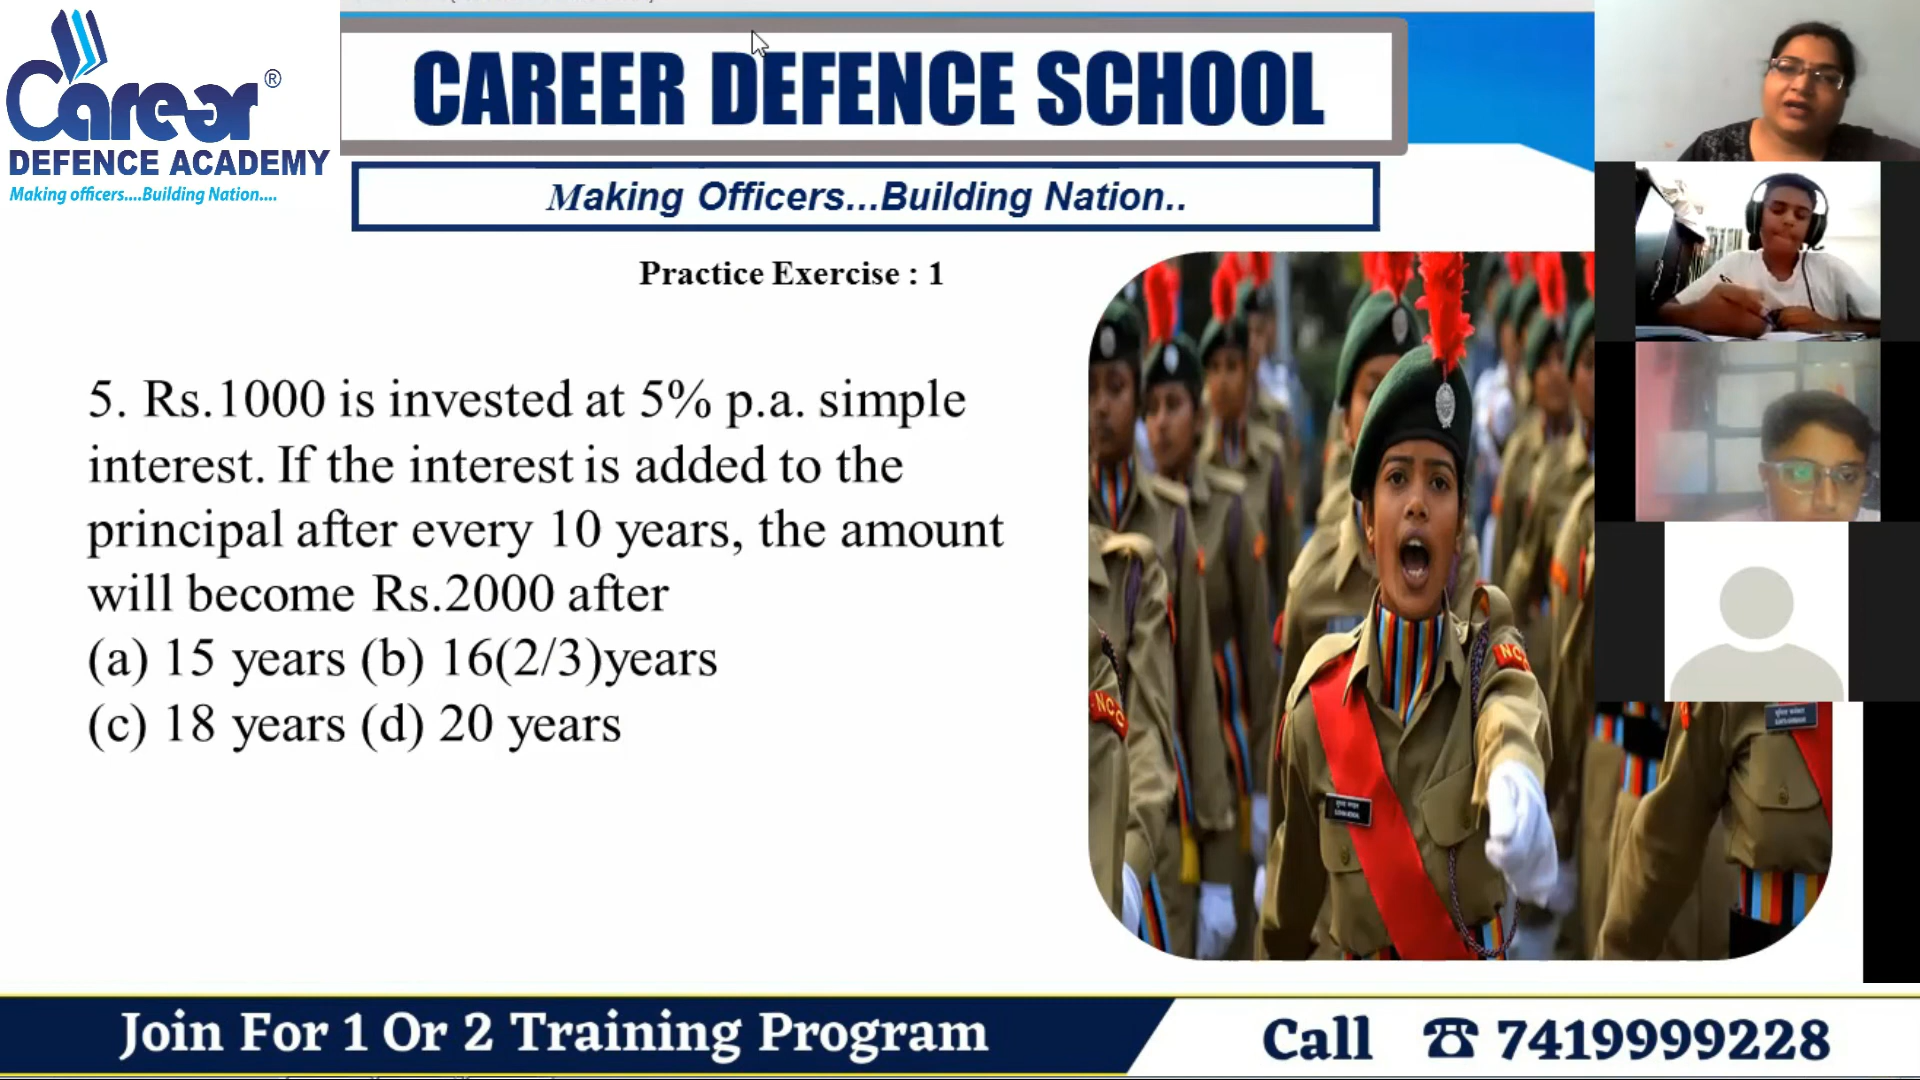 Career®
DEFENCE ACADEMY
Making officers....Building Nation....
CAREER DEFENCE SCHOOL
Making Officers...Building Nation..
Practice Exercise : 1
5. Rs.1000 is invested at 5% p.a. simple
interest. If the interest is added to the
principal after every 10 years, the amount
will become Rs.2000 after
(a) 15 years (b) 16(2/3)years
(c) 18 years (d) 20 years
NCC
NCC
Join For 1 Or 2 Training Program
Call ☎ 7419999228